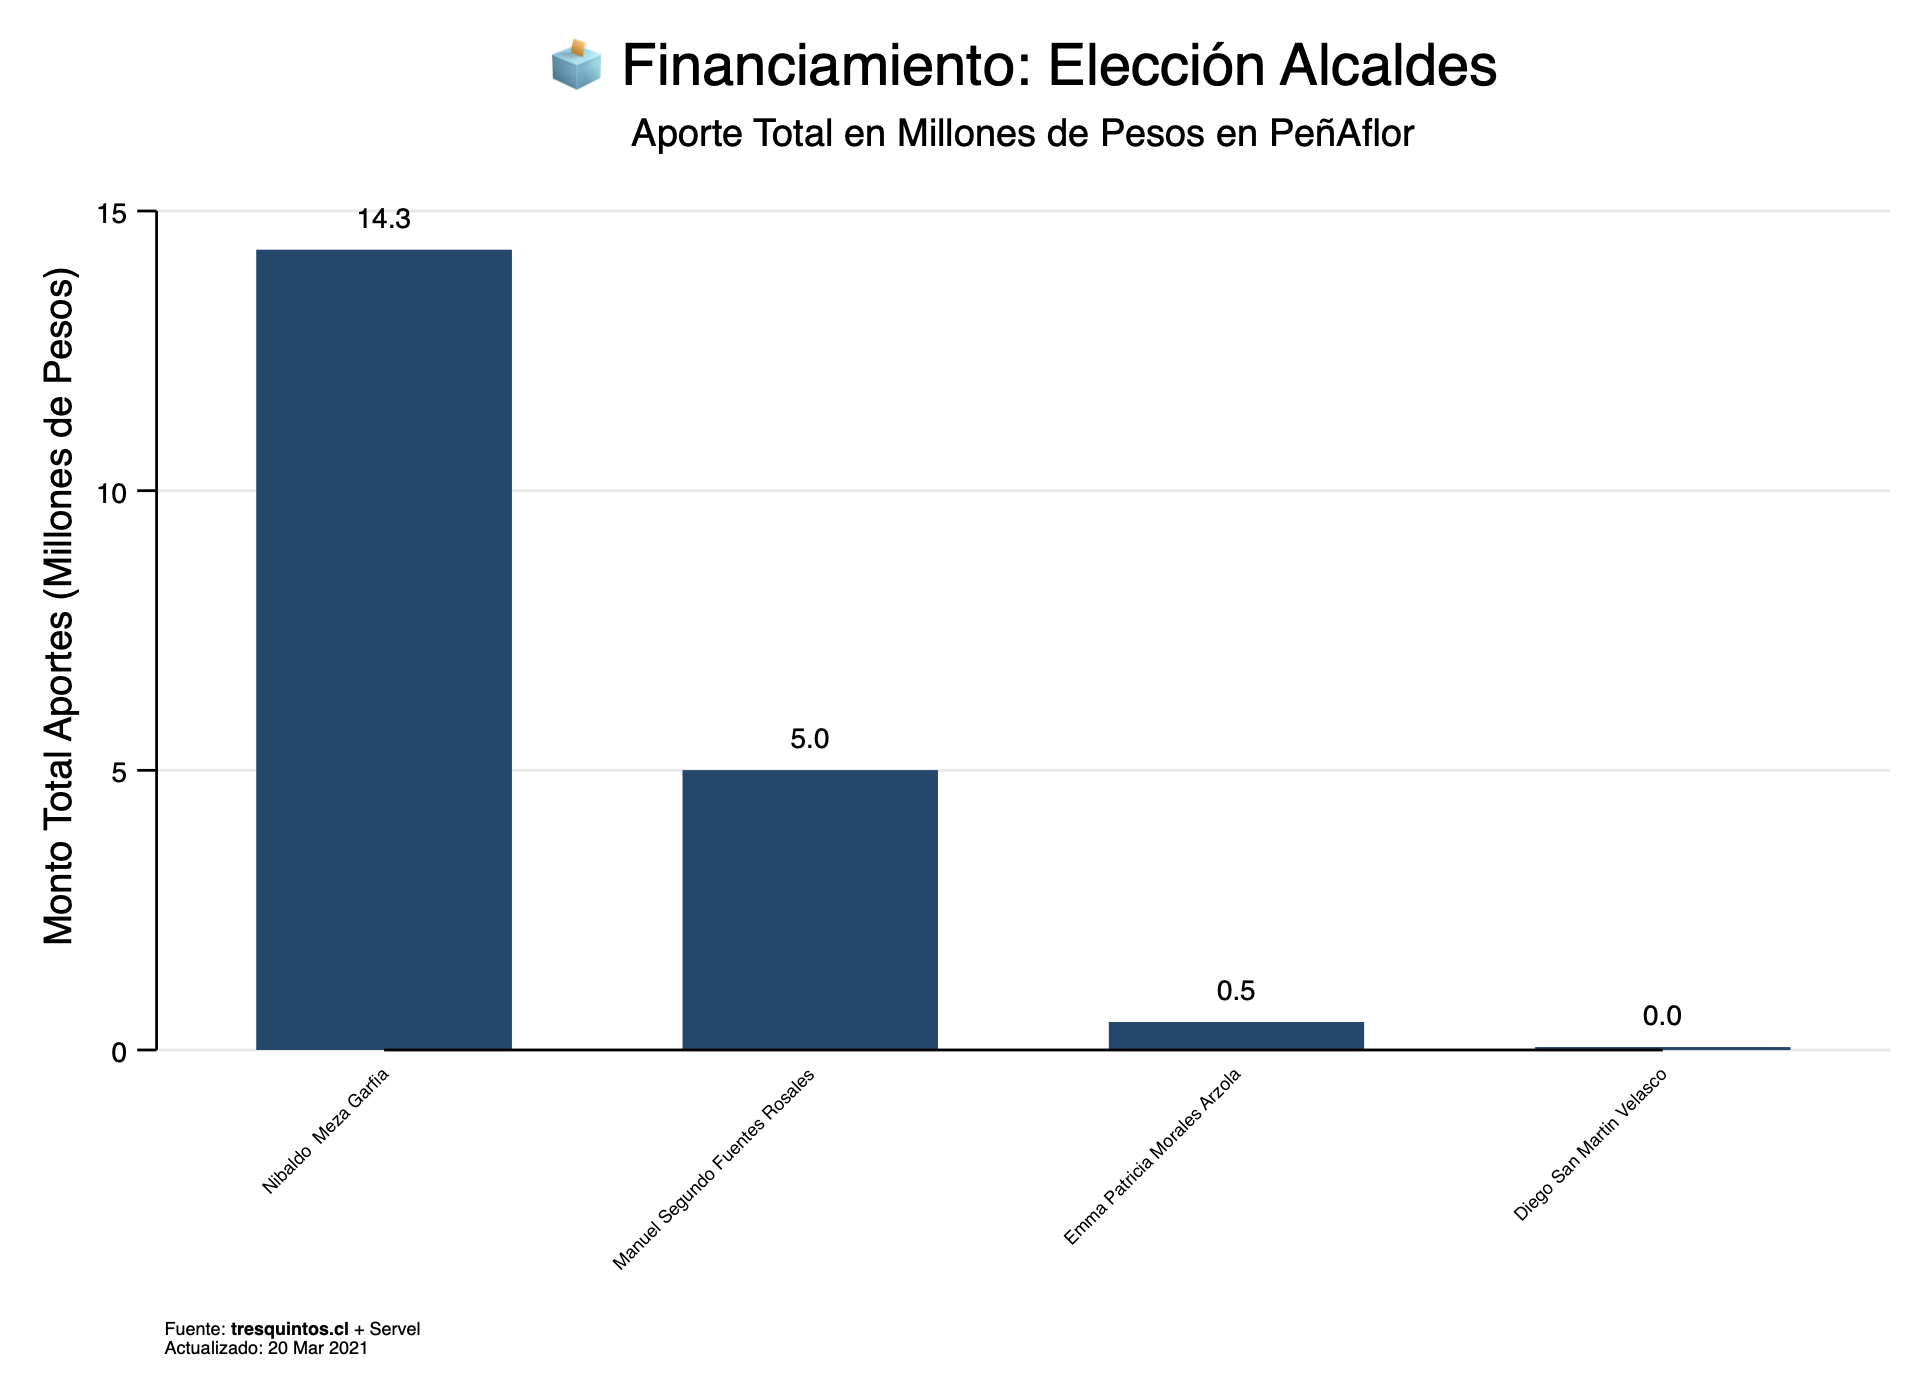 Financiamiento: Elección Alcaldes
Aporte Total en Millones de Pesos en PeñAflor
Monto Total Aportes (Millones de Pesos)
15
10
5
0
14.3
5.0
0.5
0.0
Nibaldo  Meza Garfia
Manuel Segundo Fuentes Rosales
Emma Patricia Morales Arzola
Diego San Martin Velasco
Fuente: tresquintos.cl + Servel
Actualizado: 20 Mar 2021